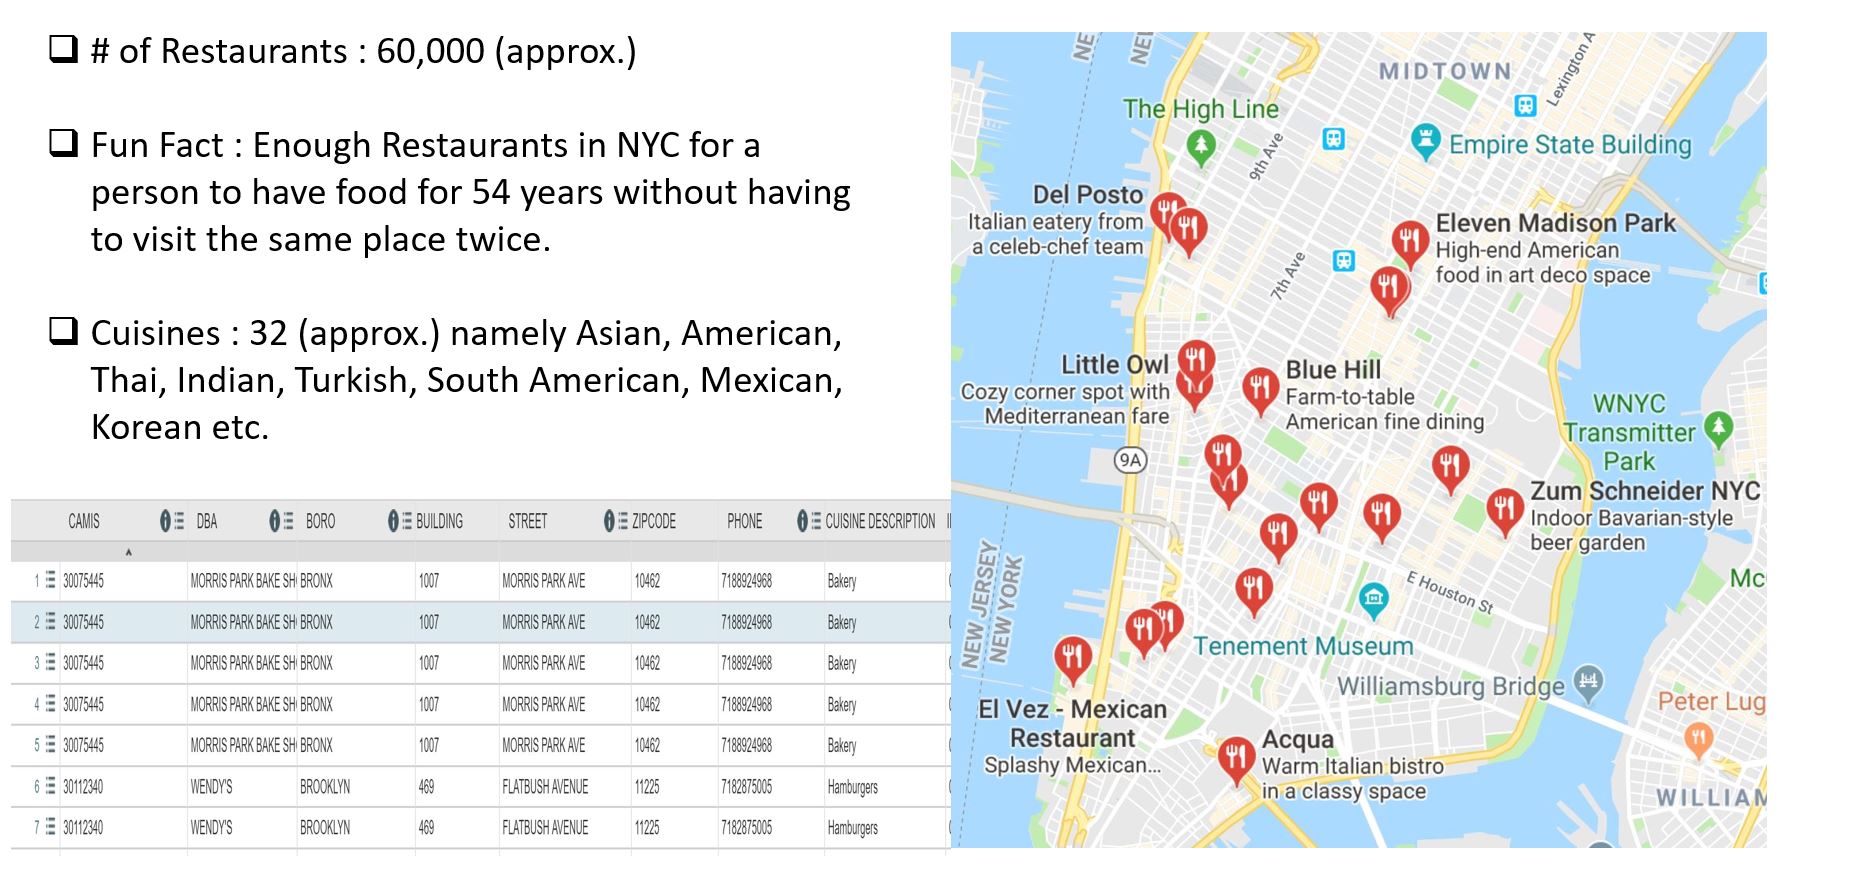 # of Restaurants : 60,000 (approx.)
Fun Fact : Enough Restaurants in NYC for a
person to have food for 54 years without having
to visit the same place twice.
Cuisines : 32 (approx.) namely Asian, American,
Thai, Indian, Turkish, South American, Mexican,
Korean etc.
CAMIS DBA BORO BUILDING STREET ZIPCODE PHONE CUISINE DESCRIPTION
1 30075445 MORRIS PARK BAKE SH BRONX 1007 MORRIS PARK AVE 10462 7188924968 Bakery
2 30075445 MORRIS PARK BAKE SH BRONX 1007 MORRIS PARK AVE 10462 7188924968 Bakery
3 30075445 MORRIS PARK BAKE SH BRONX 1007 MORRIS PARK AVE 10462 7188924968 Bakery
4 30075445 MORRIS PARK BAKE SH BRONX 1007 MORRIS PARK AVE 10462 7188924968 Bakery
5 30075445 MORRIS PARK BAKE SH BRONX 1007 MORRIS PARK AVE 10462 7188924968 Bakery
6 30112340 WENDY'S BROOKLYN 469 FLATBUSH AVENUE 11225 7182875005 Hamburgers
7 30112340 WENDY'S BROOKLYN 469 FLATBUSH AVENUE 11225 7182875005 Hamburgers
NE
NEW
MIDTOWN
Lexington A
The High Line
9th Ave
Empire State Building
Del Posto
Italian eatery from
a celeb-chef team
Eleven Madison Park
High-end American
food in art deco space
7th Ave
Little Owl
Cozy corner spot with
Mediterranean fare
Blue Hill
Farm-to-table
American fine dining
WNYC
Transmitter
Park
9A
Zum Schneider NYC
Indoor Bavarian-style
beer garden
NEW JERSEY
NEW YORK
E Houston St
Mc
Tenement Museum
Williamsburg Bridge
Peter Lug
El Vez - Mexican
Restaurant
Splashy Mexican...
Acqua
Warm Italian bistro
in a classy space
WILLIAM